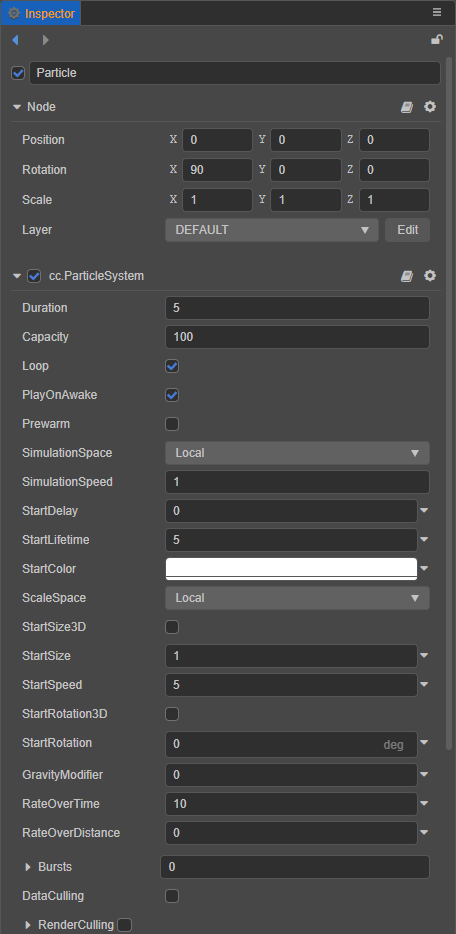 Inspector
Particle
Node
Position X 0 Y 0 Z 0
Rotation X 90 Y 0 Z 0
Scale X 1 Y 1 Z 1
Layer DEFAULT Edit
cc.ParticleSystem
Duration 5
Capacity 100
Loop
PlayOnAwake
Prewarm
SimulationSpace Local
SimulationSpeed 1
StartDelay 0
StartLifetime 5
StartColor
ScaleSpace Local
StartSize3D
StartSize 1
StartSpeed 5
StartRotation3D
StartRotation 0 deg
GravityModifier 0
RateOverTime 10
RateOverDistance 0
Bursts 0
DataCulling
RenderCulling